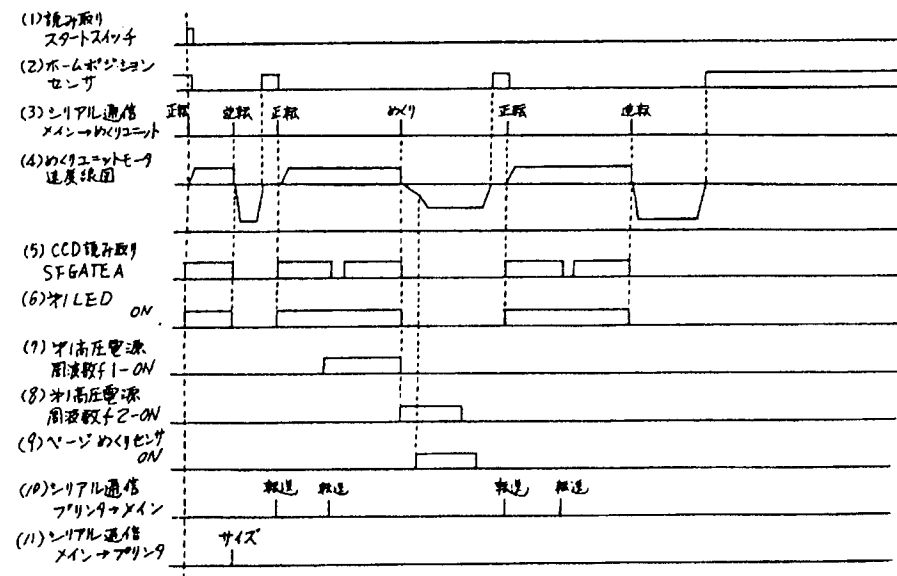 (1)読み取り
スタートスイッチ
(2)ホームポジション
センサ
(3)シリアル通信
メイン→めくりユニット
正転 逆転 正転 めくり 正転 逆転
(4)めくりユニットモータ
速度線図
(5)CCD読み取り
SFGATEA
(6)㐧1LED
ON
(7)㐧1高圧電源
周波数f1-ON
(8)㐧1高圧電源
周波数f2-ON
(9)ページめくりセンサ
ON
(10)シリアル通信
プリンタ→メイン
転送 転送 転送 転送
(11)シリアル通信
メイン→プリンタ
サイズ